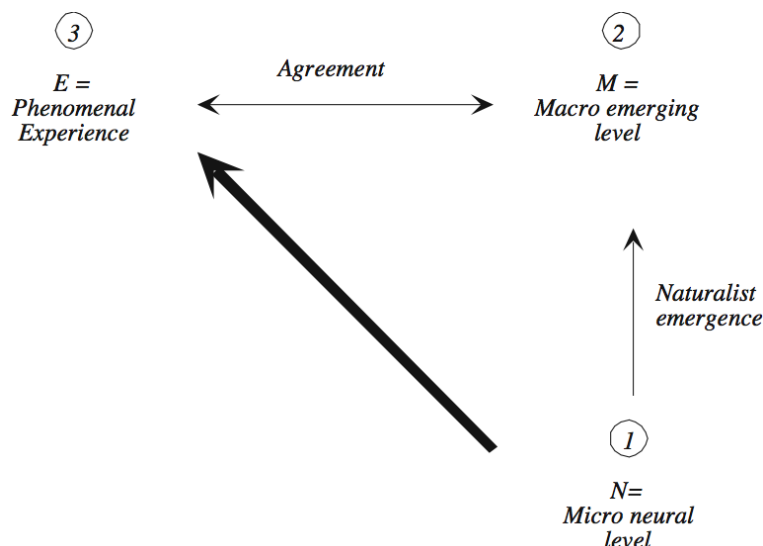 3
2
E =
Phenomenal
Experience
Agreement
M =
Macro emerging
level
Naturalist
emergence
1
N=
Micro neural
level